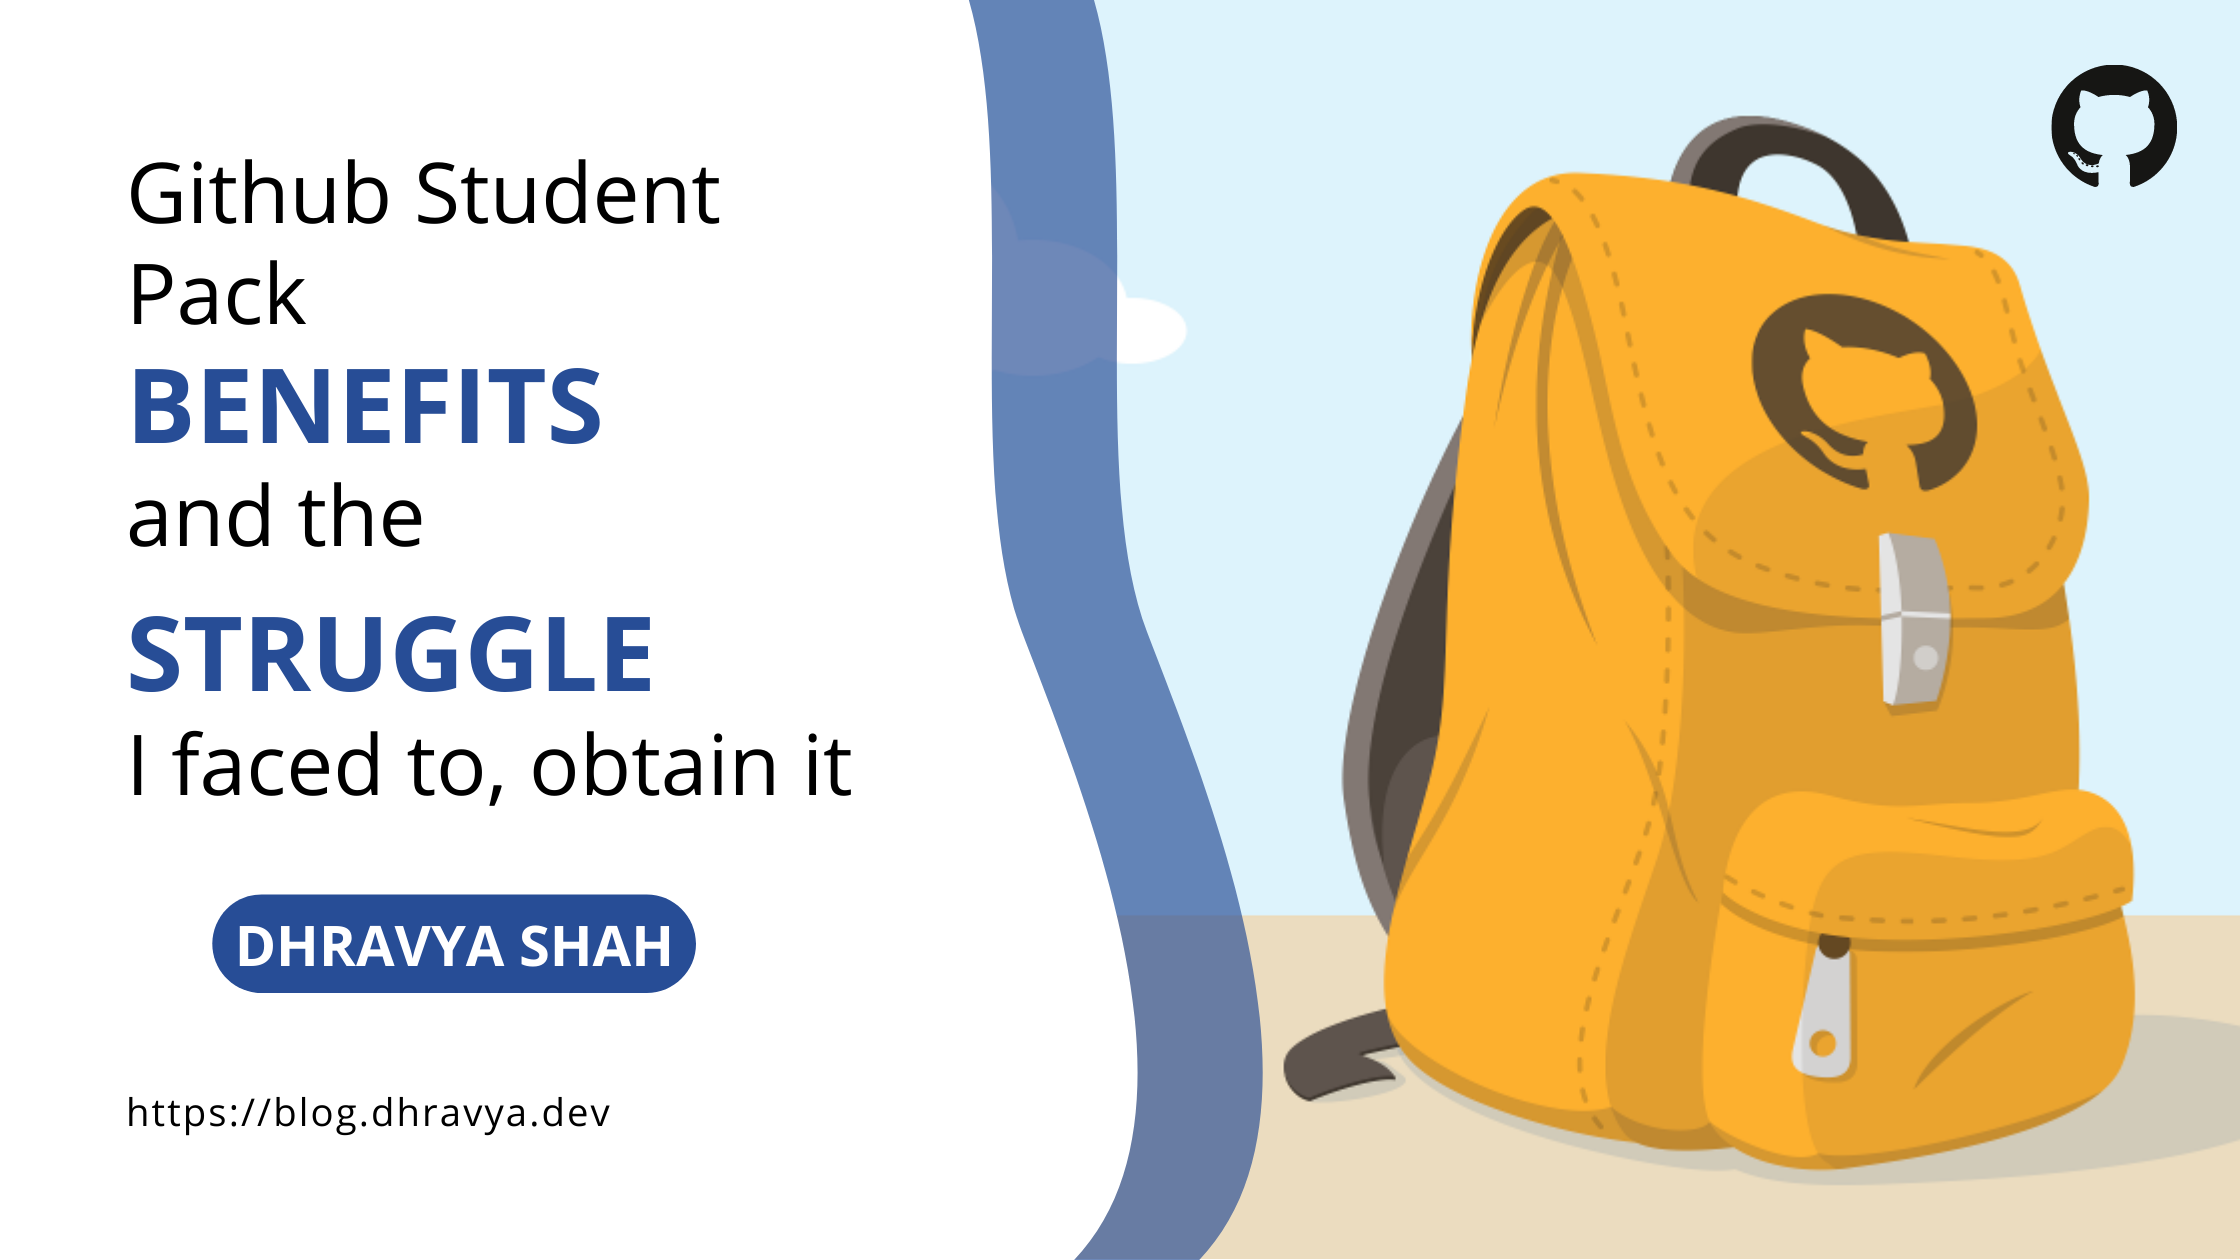 Github Student
Pack
BENEFITS
and the
STRUGGLE
I faced to, obtain it
DHRAVYA SHAH
https://blog.dhravya.dev